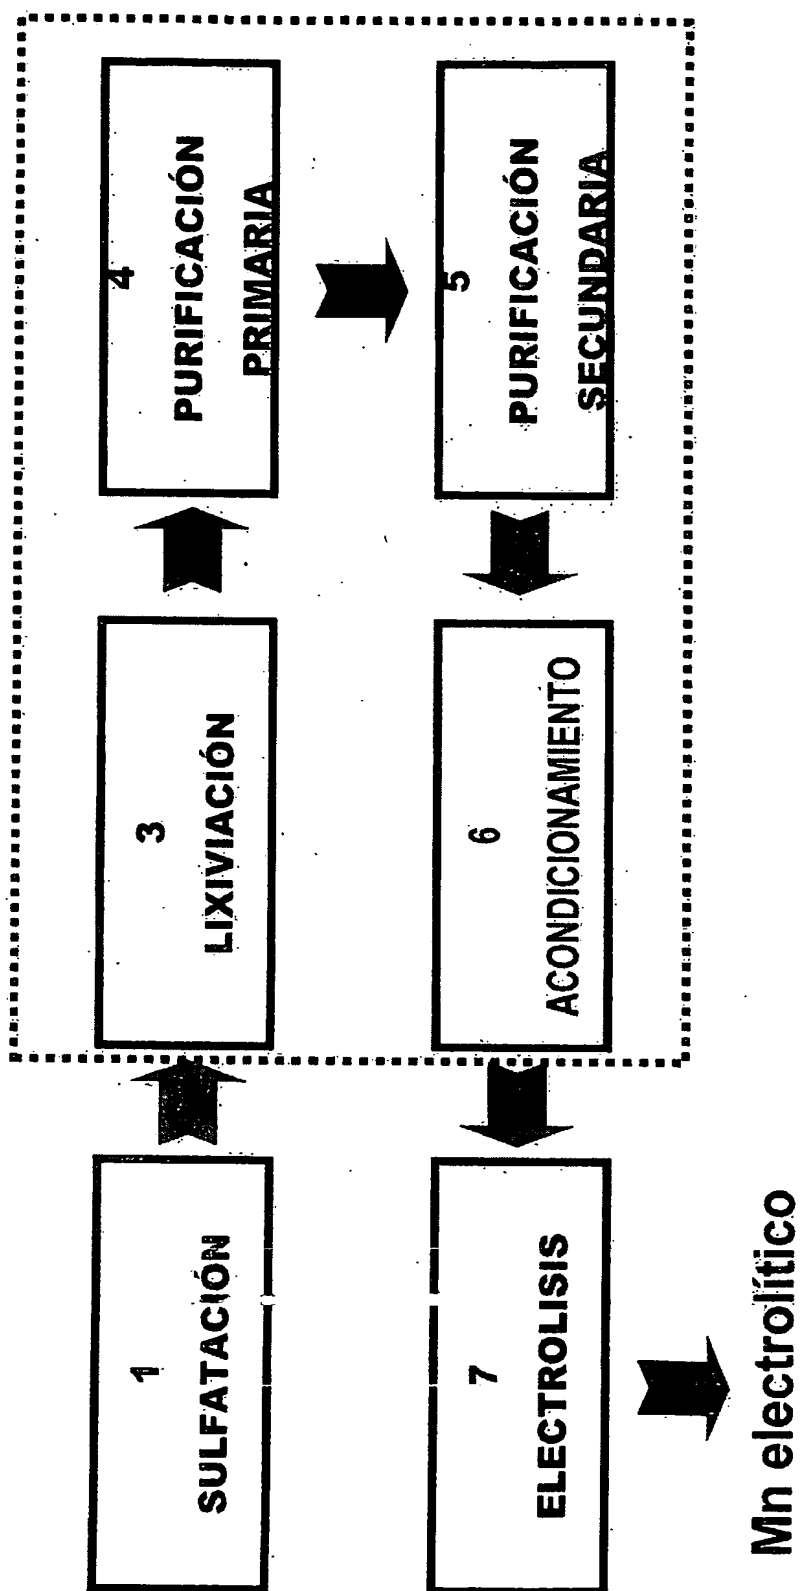 1
SULFATACIÓN
3
LIXIVIACIÓN
4
PURIFICACIÓN
PRIMARIA
5
PURIFICACIÓN
SECUNDARIA
6
ACONDICIONAMIENTO
7
ELECTROLISIS
Mn electrolítico